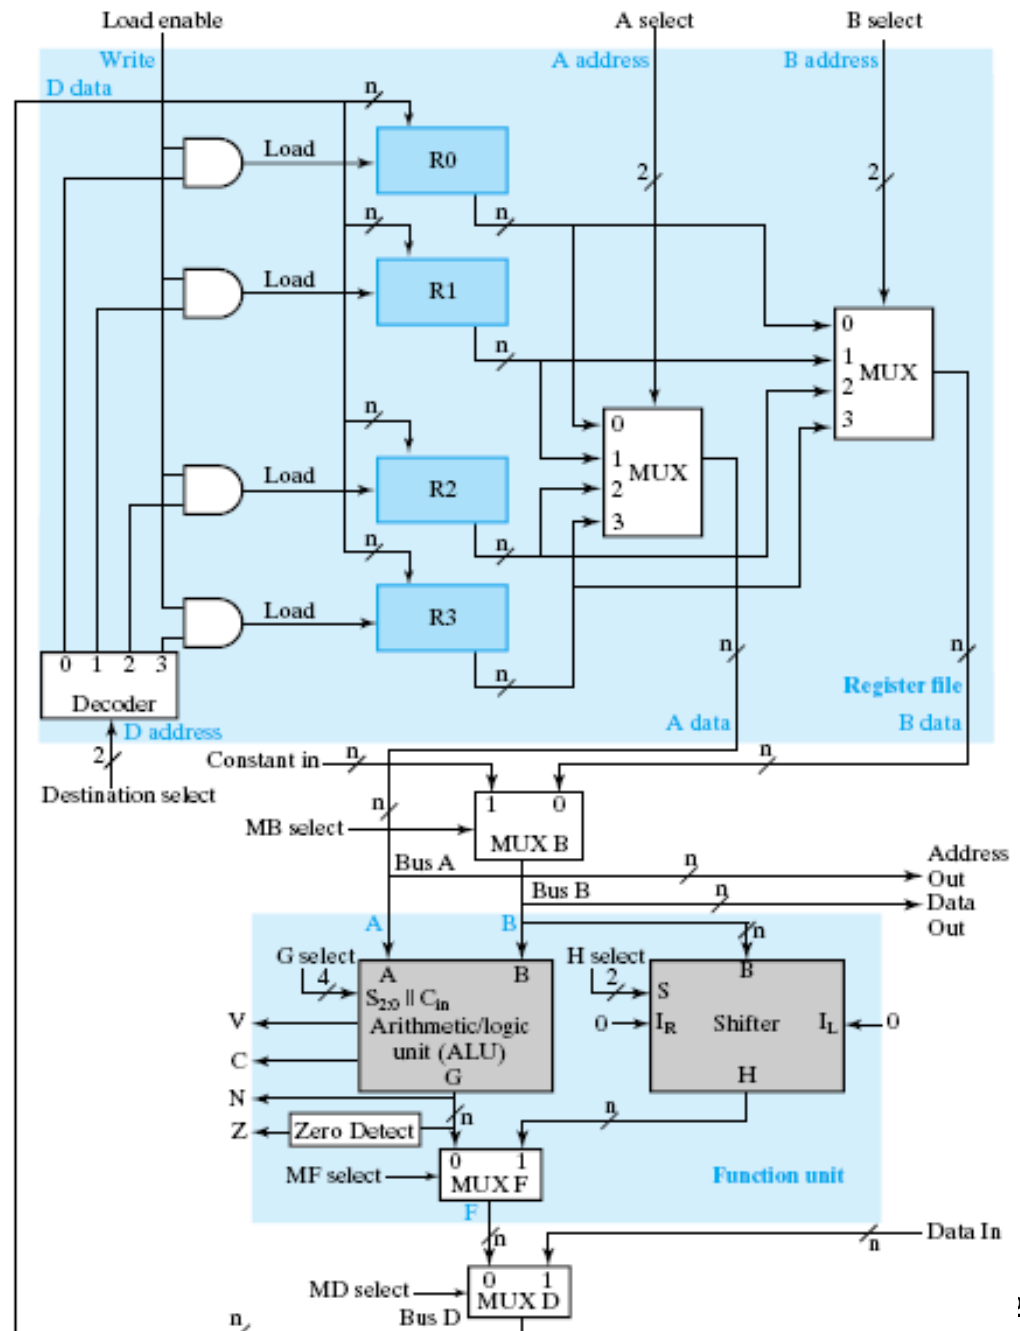 Load enable
A select
B select
Write
A address
B address
D data
n
Load
R0
2
2
n
n
Load
R1
0
n
1
MUX
2
n
3
0
1
MUX
Load
R2
2
3
n
n
Load
R3
0 1 2 3
n
n
n
Decoder
Register file
D address
A data
B data
2
Constant in
n
n
Destination select
n
1 0
MB select
MUX B
Address
Bus A
n
Out
Bus B
n
Data
Out
A
B
n
G select
H select
4
A
B
2
B
S2:0 || Cin
S
V
Arithmetic/logic
0
IR
Shifter
IL
0
unit (ALU)
C
G
H
N
n
n
Z
Zero Detect
0 1
MF select
MUX F
Function unit
F
n
Data In
n
0 1
MD select
MUX D
Bus D
n